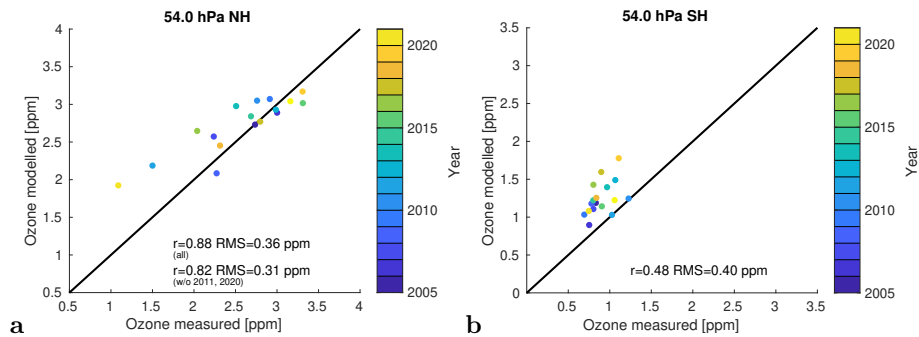 54.0 hPa NH
4
3.5
3
2.5
2
1.5
1
0.5
Ozone modelled [ppm]
0.5 1 1.5 2 2.5 3 3.5 4
Ozone measured [ppm]
r=0.88 RMS=0.36 ppm
(all)
r=0.82 RMS=0.31 ppm
(w/o 2011, 2020)
2020
2015
2010
2005
Year
a
54.0 hPa SH
3.5
3
2.5
2
1.5
1
0.5
0
Ozone modelled [ppm]
0.5 1 1.5 2 2.5 3 3.5
Ozone measured [ppm]
r=0.48 RMS=0.40 ppm
2020
2015
2010
2005
Year
b